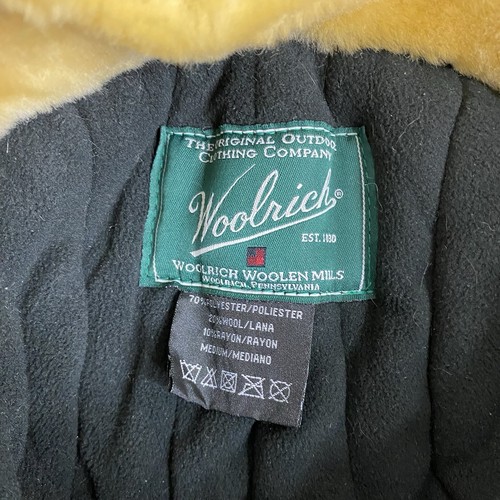 THE ORIGINAL OUTDOOR
CLOTHING COMPANY
Woolrich®
EST. 1830
WOOLRICH WOOLEN MILLS
WOOLRICH, PENNSYLVANIA
70% POLYESTER/POLIESTER
20% WOOL/LANA
10% RAYON/RAYON
MEDIUM/MEDIANO